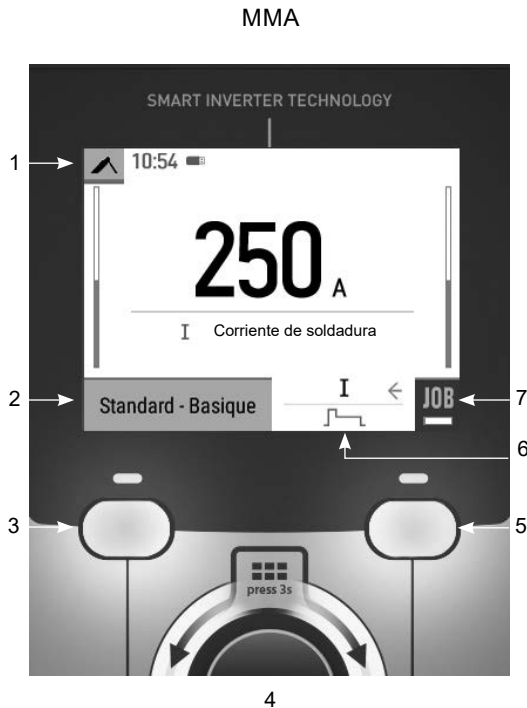 MMA
SMART INVERTER TECHNOLOGY
1
10:54
250 A
I Corriente de soldadura
2
Standard - Basique
I
JOB
7
6
3
5
press 3s
4